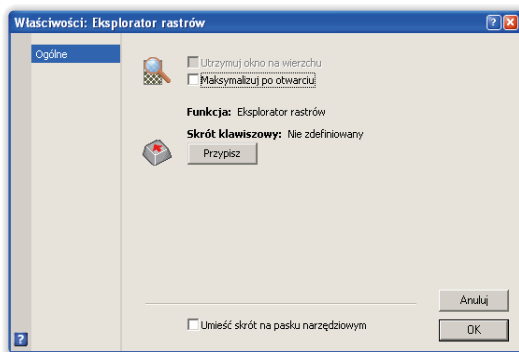 Właściwości: Eksplorator rastrów
Ogólne
Utrzymuj okno na wierzchu
Maksymalizuj po otwarciu
Funkcja: Eksplorator rastrów
Skrót klawiszowy: Nie zdefiniowany
Przypisz
Anuluj
Umieść skrót na pasku narzędziowym
OK